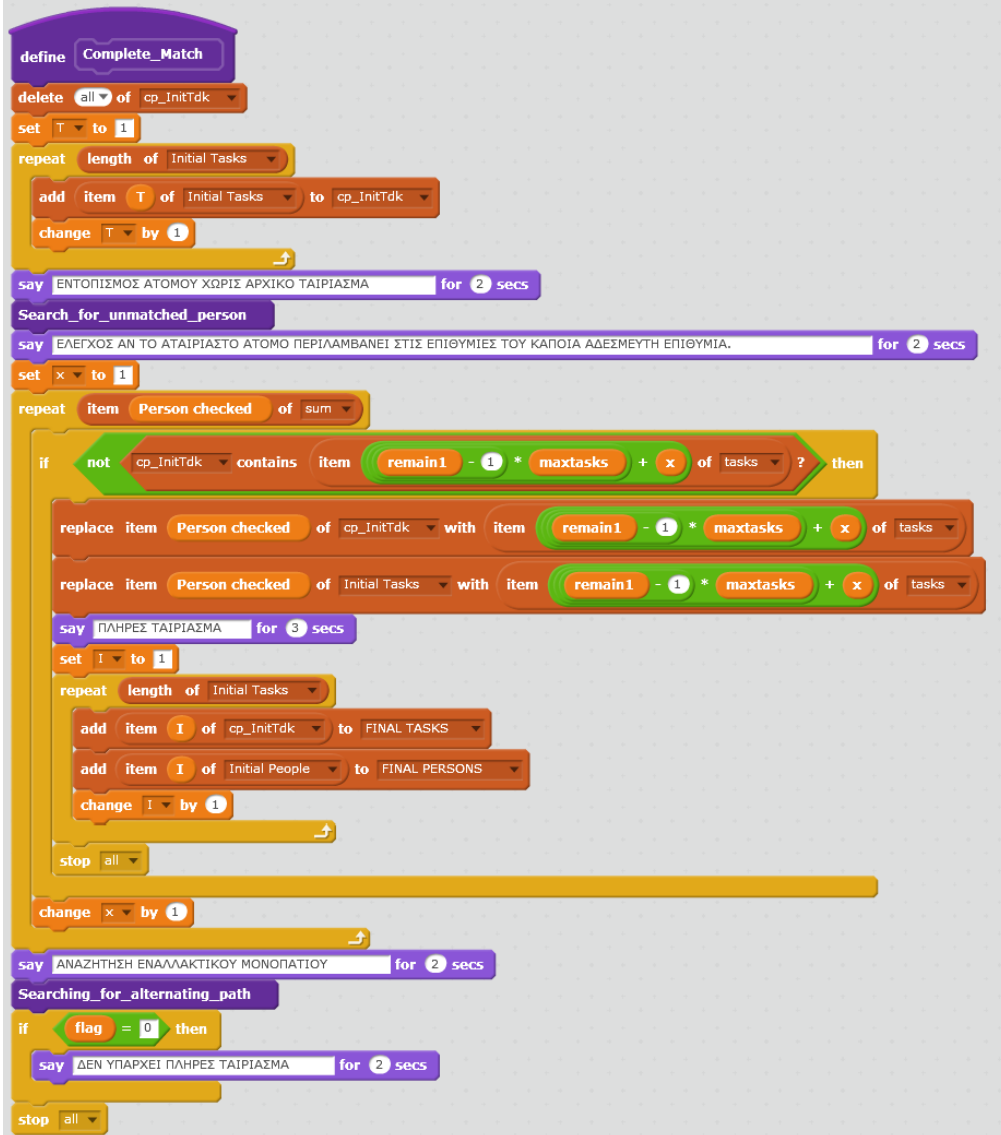 define Complete_Match
delete all of cp_InitTdk
set T to 1
repeat length of Initial Tasks
add item T of Initial Tasks to cp_InitTdk
change T by 1
say ΕΝΤΟΠΙΣΜΟΣ ΑΤΟΜΟΥ ΧΩΡΙΣ ΑΡΧΙΚΟ ΤΑΙΡΙΑΣΜΑ for 2 secs
Search_for_unmatched_person
say ΕΛΕΓΧΟΣ ΑΝ ΤΟ ΑΤΑΙΡΙΑΣΤΟ ΑΤΟΜΟ ΠΕΡΙΛΑΜΒΑΝΕΙ ΣΤΙΣ ΕΠΙΘΥΜΙΕΣ ΤΟΥ ΚΑΠΟΙΑ ΑΔΕΣΜΕΥΤΗ ΕΠΙΘΥΜΙΑ. for 2 secs
set x to 1
repeat item Person checked of sum
if not cp_InitTdk contains item remain1 - 1 * maxtasks + x of tasks ? then
replace item Person checked of cp_InitTdk with item remain1 - 1 * maxtasks + x of tasks
replace item Person checked of Initial Tasks with item remain1 - 1 * maxtasks + x of tasks
say ΠΛΗΡΕΣ ΤΑΙΡΙΑΣΜΑ for 3 secs
set I to 1
repeat length of Initial Tasks
add item I of cp_InitTdk to FINAL TASKS
add item I of Initial People to FINAL PERSONS
change I by 1
stop all
change x by 1
say ΑΝΑΖΗΤΗΣΗ ΕΝΑΛΛΑΚΤΙΚΟΥ ΜΟΝΟΠΑΤΙΟΥ for 2 secs
Searching_for_alternating_path
if flag = 0 then
say ΔΕΝ ΥΠΑΡΧΕΙ ΠΛΗΡΕΣ ΤΑΙΡΙΑΣΜΑ for 2 secs
stop all